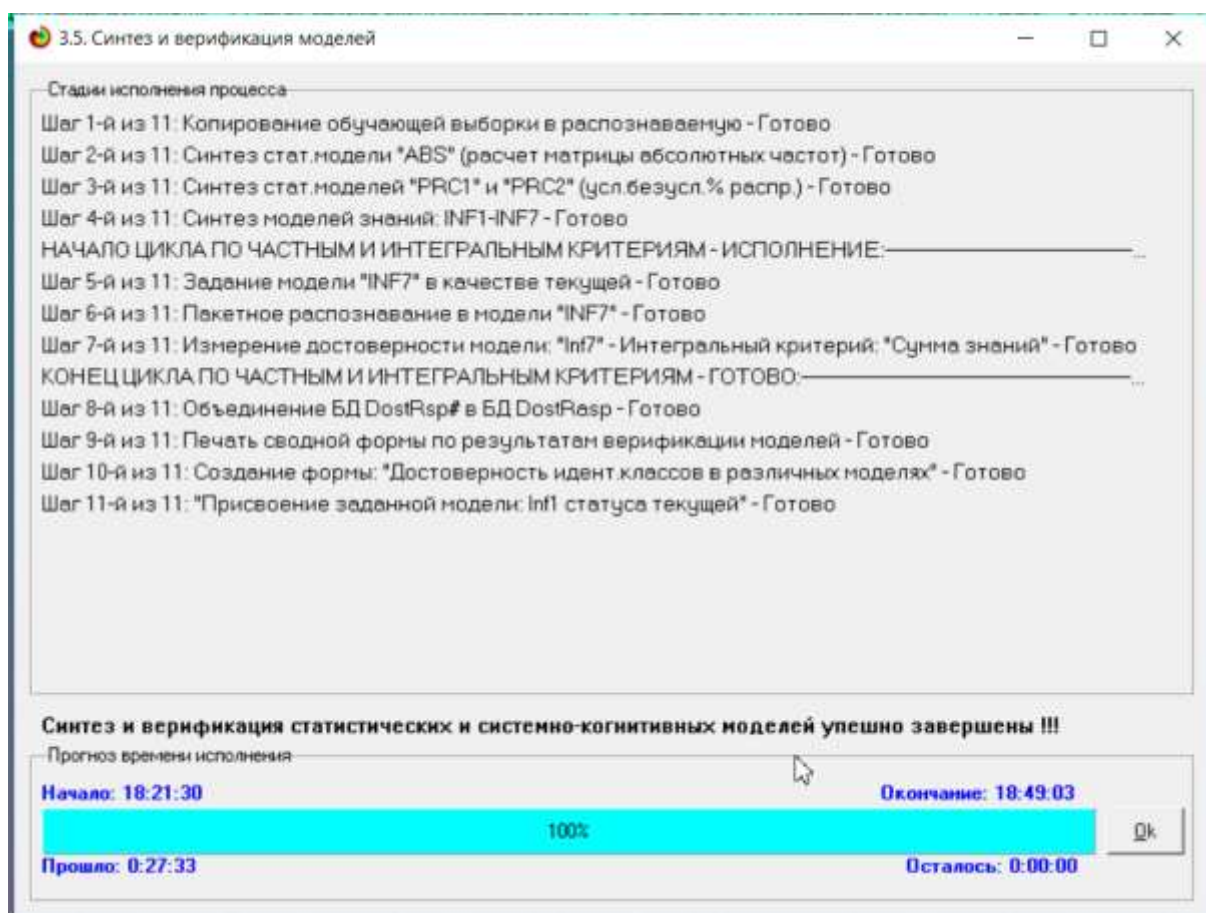 3.5. Синтез и верификация моделей
Стадии исполнения процесса
Шаг 1-й из 11: Копирование обучающей выборки в распознаваемую - Готово
Шаг 2-й из 11: Синтез стат.модели "ABS" (расчет матрицы абсолютных частот) - Готово
Шаг 3-й из 11: Синтез стат.моделей "PRC1" и "PRC2" (усл.безусл.% распр.) - Готово
Шаг 4-й из 11: Синтез моделей знаний: INF1-INF7 - Готово
НАЧАЛО ЦИКЛА ПО ЧАСТНЫМ И ИНТЕГРАЛЬНЫМ КРИТЕРИЯМ - ИСПОЛНЕНИЕ:----------...
Шаг 5-й из 11: Задание модели "INF7" в качестве текущей - Готово
Шаг 6-й из 11: Пакетное распознавание в модели "INF7" - Готово
Шаг 7-й из 11: Измерение достоверности модели: "Inf7" - Интегральный критерий: "Сумма знаний" - Готово
КОНЕЦ ЦИКЛА ПО ЧАСТНЫМ И ИНТЕГРАЛЬНЫМ КРИТЕРИЯМ - ГОТОВО:----------...
Шаг 8-й из 11: Объединение БД DostRsp# в БД DostRasp - Готово
Шаг 9-й из 11: Печать сводной формы по результатам верификации моделей - Готово
Шаг 10-й из 11: Создание формы: "Достоверность идент.классов в различных моделях" - Готово
Шаг 11-й из 11: "Присвоение заданной модели: Inf1 статуса текущей" - Готово
Синтез и верификация статистических и системно-когнитивных моделей упешно завершены !!!
Прогноз времени исполнения
Начало: 18:21:30 Окончание: 18:49:03
100% Ok
Прошло: 0:27:33 Осталось: 0:00:00